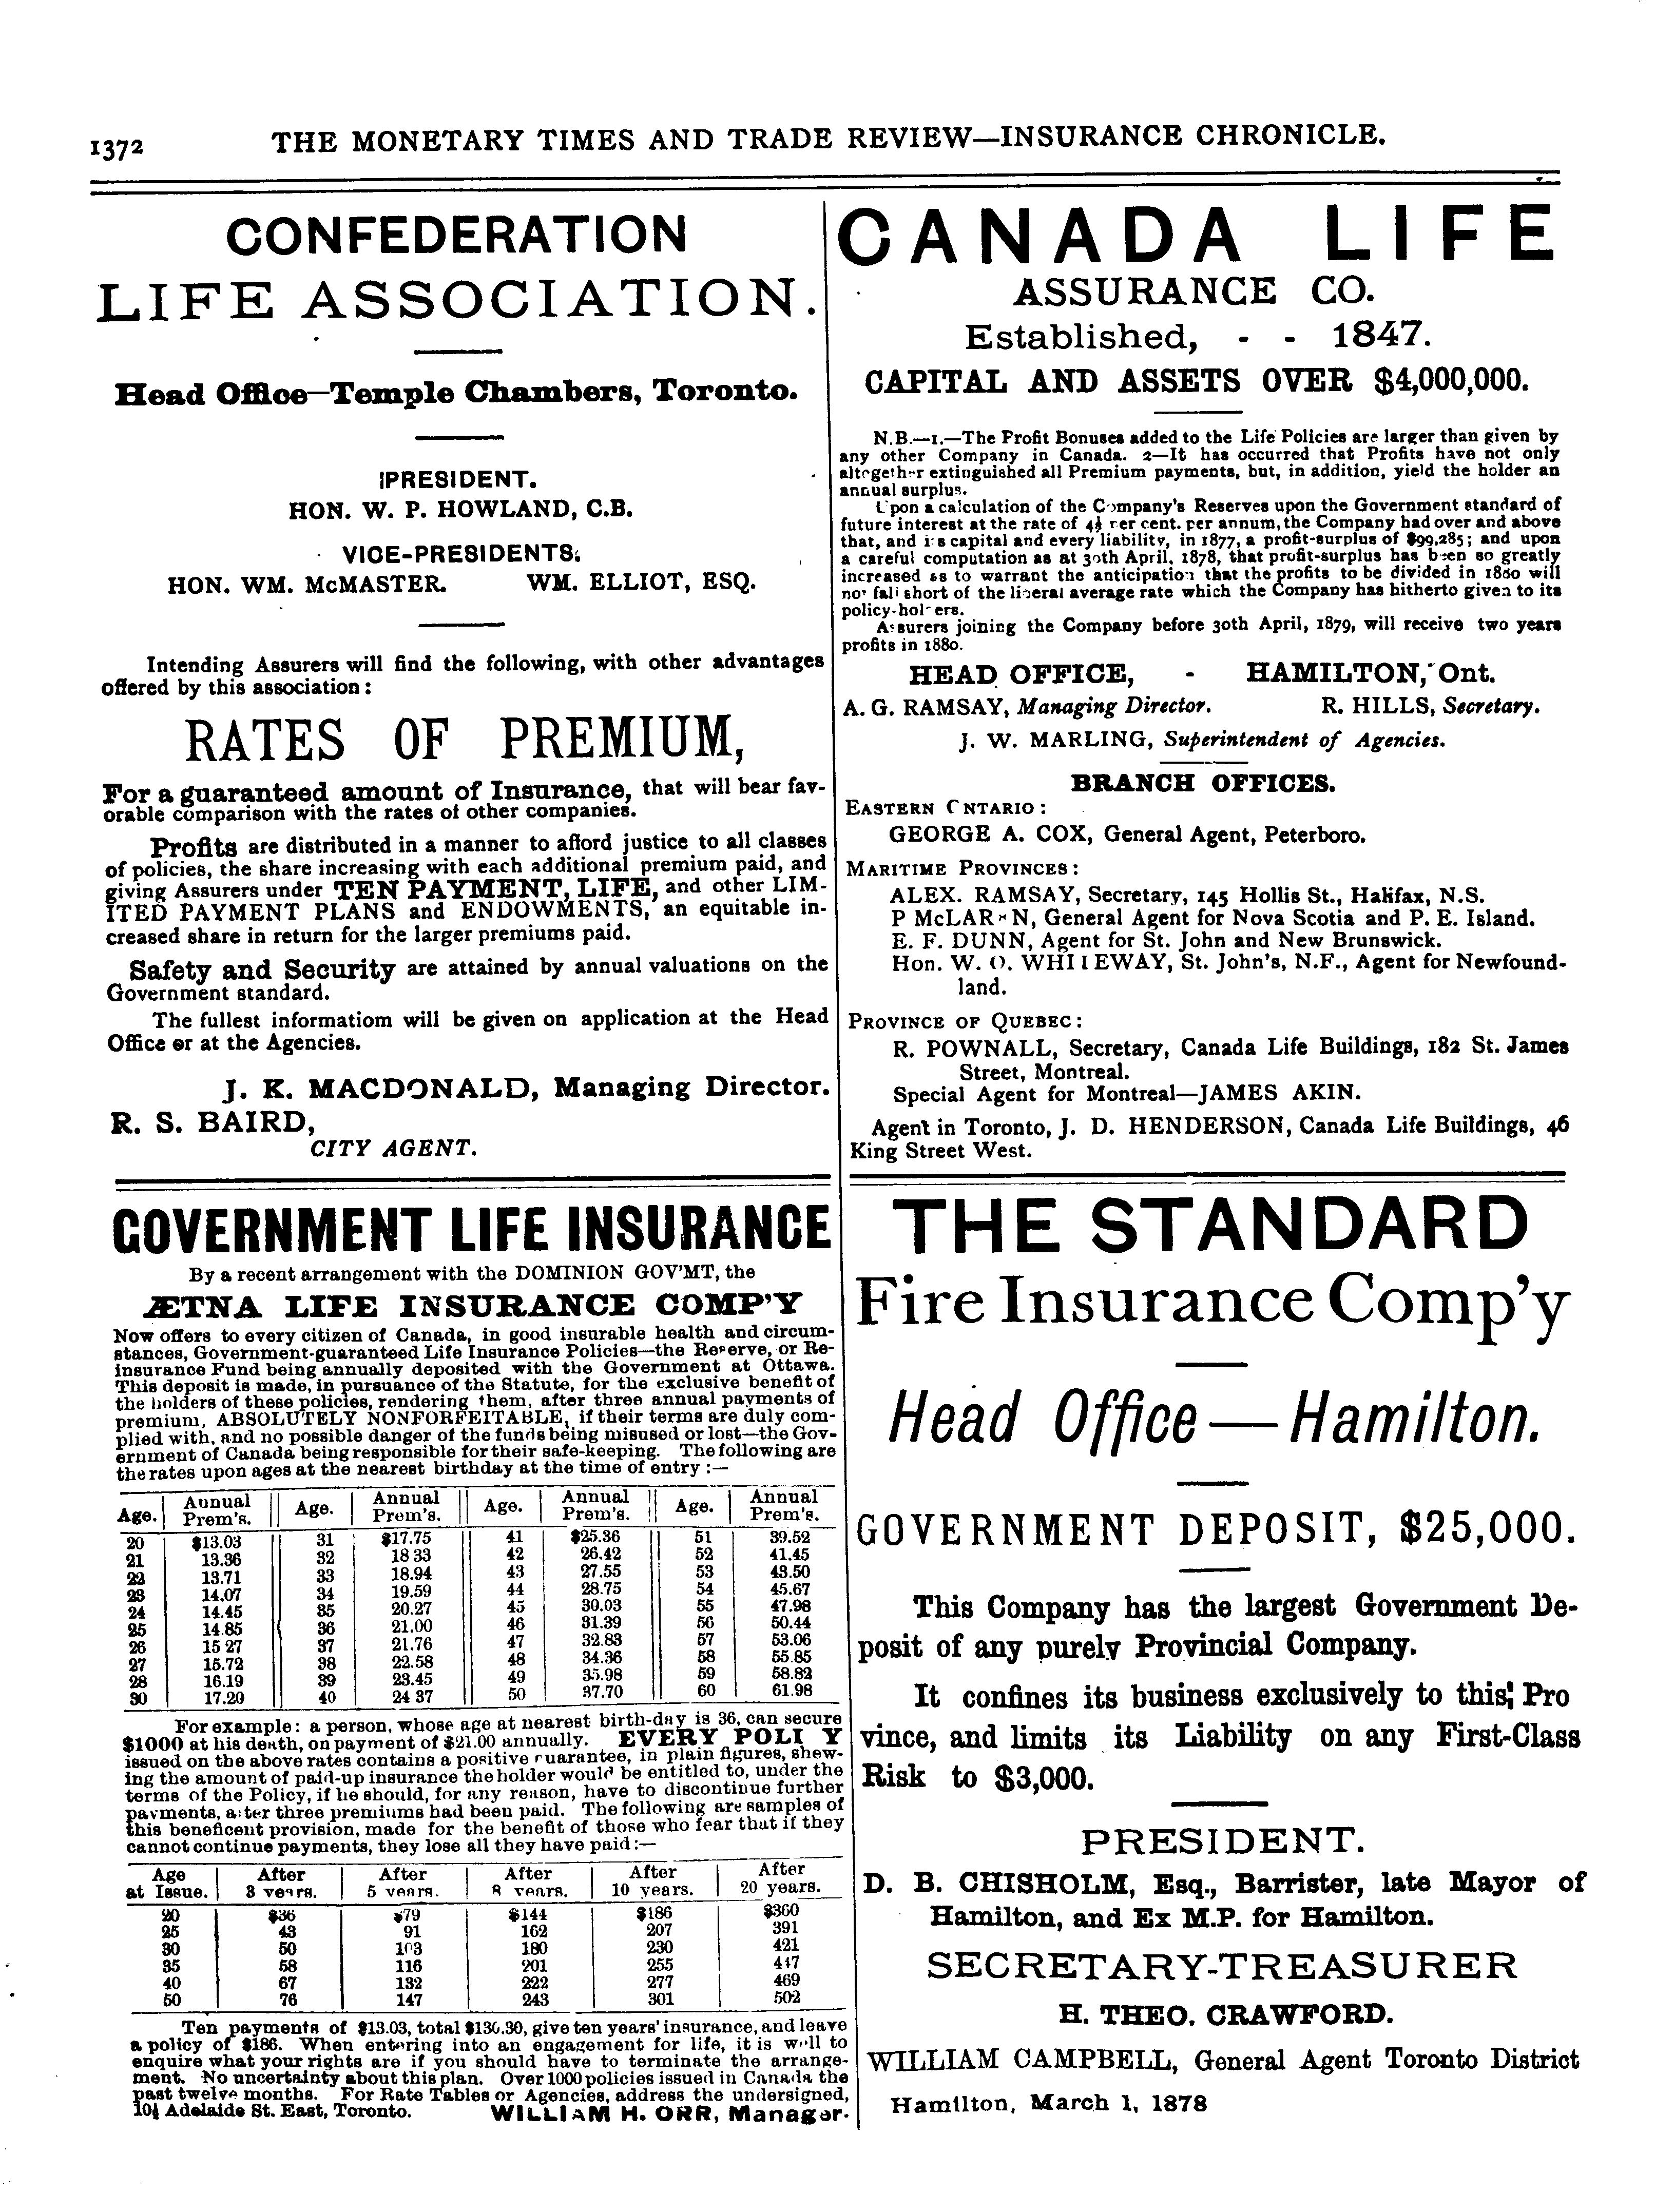 1372 THE MONETARY TIMES AND TRADE REVIEW—INSURANCE CHRONICLE.
CONFEDERATION
LIFE ASSOCIATION.
Head Office—Temple Chambers, Toronto.
PRESIDENT.
HON. W. P. HOWLAND, C.B.
VICE-PRESIDENTS.
HON. WM. McMASTER. WM. ELLIOT, ESQ.
Intending Assurers will find the following, with other advantages
offered by this association:
RATES OF PREMIUM,
For a guaranteed amount of Insurance, that will bear fav-
orable comparison with the rates of other companies.
Profits are distributed in a manner to afford justice to all classes
of policies, the share increasing with each additional premium paid, and
giving Assurers under TEN PAYMENT, LIFE, and other LIM-
ITED PAYMENT PLANS and ENDOWMENTS, an equitable in-
creased share in return for the larger premiums paid.
Safety and Security are attained by annual valuations on the
Government standard.
The fullest informatiom will be given on application at the Head
Office or at the Agencies.
J. K. MACDONALD, Managing Director.
R. S. BAIRD,
CITY AGENT.
GOVERNMENT LIFE INSURANCE
By a recent arrangement with the DOMINION GOV'MT, the
ÆTNA LIFE INSURANCE COMP'Y
Now offers to every citizen of Canada, in good insurable health and circum-
stances, Government-guaranteed Life Insurance Policies—the Reserve, or Re-
insurance Fund being annually deposited with the Government at Ottawa.
This deposit is made, in pursuance of the Statute, for the exclusive benefit of
the holders of these policies, rendering them, after three annual payments of
premium, ABSOLUTELY NONFORFEITABLE, if their terms are duly com-
plied with, and no possible danger of the funds being misused or lost—the Gov-
ernment of Canada being responsible for their safe-keeping. The following are
the rates upon ages at the nearest birthday at the time of entry :—
Age. Annual Prem's. Age. Annual Prem's. Age. Annual Prem's. Age. Annual Prem's.
20 $13.03 31 $17.75 41 $25.36 51 39.52
21 13.36 32 18 33 42 26.42 52 41.45
22 13.71 33 18.94 43 27.55 53 43.50
23 14.07 34 19.59 44 28.75 54 45.67
24 14.45 35 20.27 45 30.03 55 47.98
25 14.85 36 21.00 46 31.39 56 50.44
26 15 27 37 21.76 47 32.83 57 53.06
27 15.72 38 22.58 48 34.36 58 55.85
28 16.19 39 23.45 49 35.98 59 58.82
30 17.20 40 24 37 50 37.70 60 61.98
For example: a person, whose age at nearest birth-day is 36, can secure
$1000 at his death, on payment of $21.00 annually. EVERY POLI Y
issued on the above rates contains a positive guarantee, in plain figures, shew-
ing the amount of paid-up insurance the holder would be entitled to, under the
terms of the Policy, if he should, for any reason, have to discontinue further
payments, after three premiums had been paid. The following are samples of
this beneficent provision, made for the benefit of those who fear that if they
cannot continue payments, they lose all they have paid:—
Age at Issue. After 3 years. After 5 years. After 8 years. After 10 years. After 20 years.
20 $36 $79 $144 $186 $360
25 43 91 162 207 391
30 50 103 180 230 421
35 58 116 201 255 447
40 67 132 222 277 469
50 76 147 243 301 502
Ten payments of $13.03, total $130.30, give ten years' insurance, and leave
a policy of $186. When entering into an engagement for life, it is well to
enquire what your rights are if you should have to terminate the arrange-
ment. No uncertainty about this plan. Over 1000 policies issued in Canada the
past twelve months. For Rate Tables or Agencies, address the undersigned,
10½ Adelaide St. East, Toronto. WILLIAM H. ORR, Manager.
CANADA LIFE
ASSURANCE CO.
Established, - - 1847.
CAPITAL AND ASSETS OVER $4,000,000.
N.B.—1.—The Profit Bonuses added to the Life Policies are larger than given by
any other Company in Canada. 2—It has occurred that Profits have not only
altogether extinguished all Premium payments, but, in addition, yield the holder an
annual surplus.
Upon a calculation of the Company's Reserves upon the Government standard of
future interest at the rate of 4½ per cent. per annum, the Company had over and above
that, and its capital and every liability, in 1877, a profit-surplus of $99,285; and upon
a careful computation as at 30th April, 1878, that profit-surplus has been so greatly
increased as to warrant the anticipation that the profits to be divided in 1880 will
not fall short of the liberal average rate which the Company has hitherto given to its
policy-holders.
Assurers joining the Company before 30th April, 1879, will receive two years
profits in 1880.
HEAD OFFICE, - HAMILTON, Ont.
A. G. RAMSAY, Managing Director. R. HILLS, Secretary.
J. W. MARLING, Superintendent of Agencies.
BRANCH OFFICES.
EASTERN ONTARIO:
GEORGE A. COX, General Agent, Peterboro.
MARITIME PROVINCES:
ALEX. RAMSAY, Secretary, 145 Hollis St., Halifax, N.S.
P McLAREN, General Agent for Nova Scotia and P. E. Island.
E. F. DUNN, Agent for St. John and New Brunswick.
Hon. W. O. WHITEWAY, St. John's, N.F., Agent for Newfound-
land.
PROVINCE OF QUEBEC:
R. POWNALL, Secretary, Canada Life Buildings, 182 St. James
Street, Montreal.
Special Agent for Montreal—JAMES AKIN.
Agent in Toronto, J. D. HENDERSON, Canada Life Buildings, 46
King Street West.
THE STANDARD
Fire Insurance Comp'y
Head Office—Hamilton.
GOVERNMENT DEPOSIT, $25,000.
This Company has the largest Government De-
posit of any purely Provincial Company.
It confines its business exclusively to this Pro
vince, and limits its Liability on any First-Class
Risk to $3,000.
PRESIDENT.
D. B. CHISHOLM, Esq., Barrister, late Mayor of
Hamilton, and Ex M.P. for Hamilton.
SECRETARY-TREASURER
H. THEO. CRAWFORD.
WILLIAM CAMPBELL, General Agent Toronto District
Hamilton, March 1, 1878